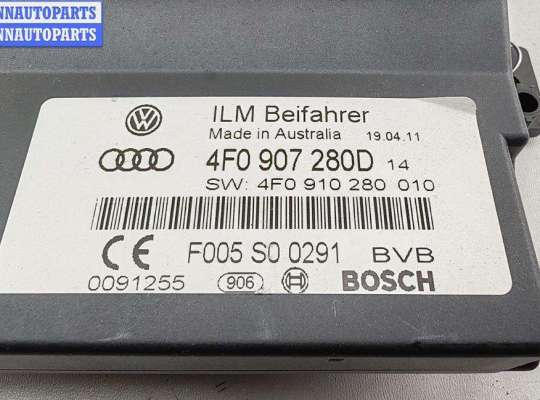 NNAUTOPARTS
NNAUTOPARTS
ILM Beifahrer
Made in Australia 19.04.11
4F0 907 280D 14
SW: 4F0 910 280 010
CE F005 S0 0291 BVB
0091255 906 BOSCH